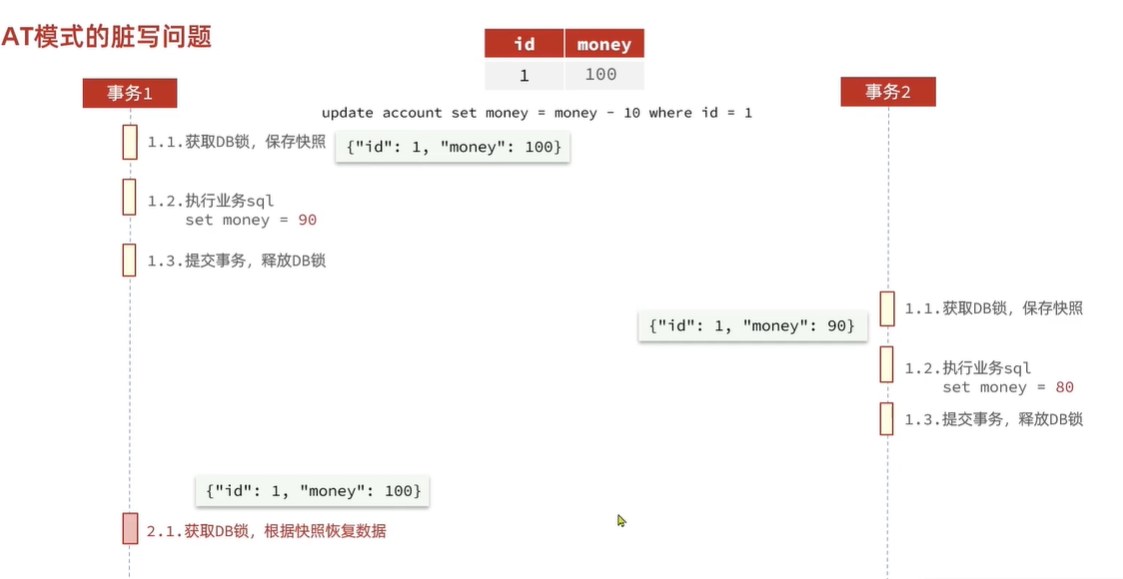 AT模式的脏写问题
id money
1 100
事务1
事务2
update account set money = money - 10 where id = 1
1.1.获取DB锁，保存快照
{"id": 1, "money": 100}
1.2.执行业务sql
set money = 90
1.3.提交事务，释放DB锁
1.1.获取DB锁，保存快照
{"id": 1, "money": 90}
1.2.执行业务sql
set money = 80
1.3.提交事务，释放DB锁
{"id": 1, "money": 100}
2.1.获取DB锁，根据快照恢复数据